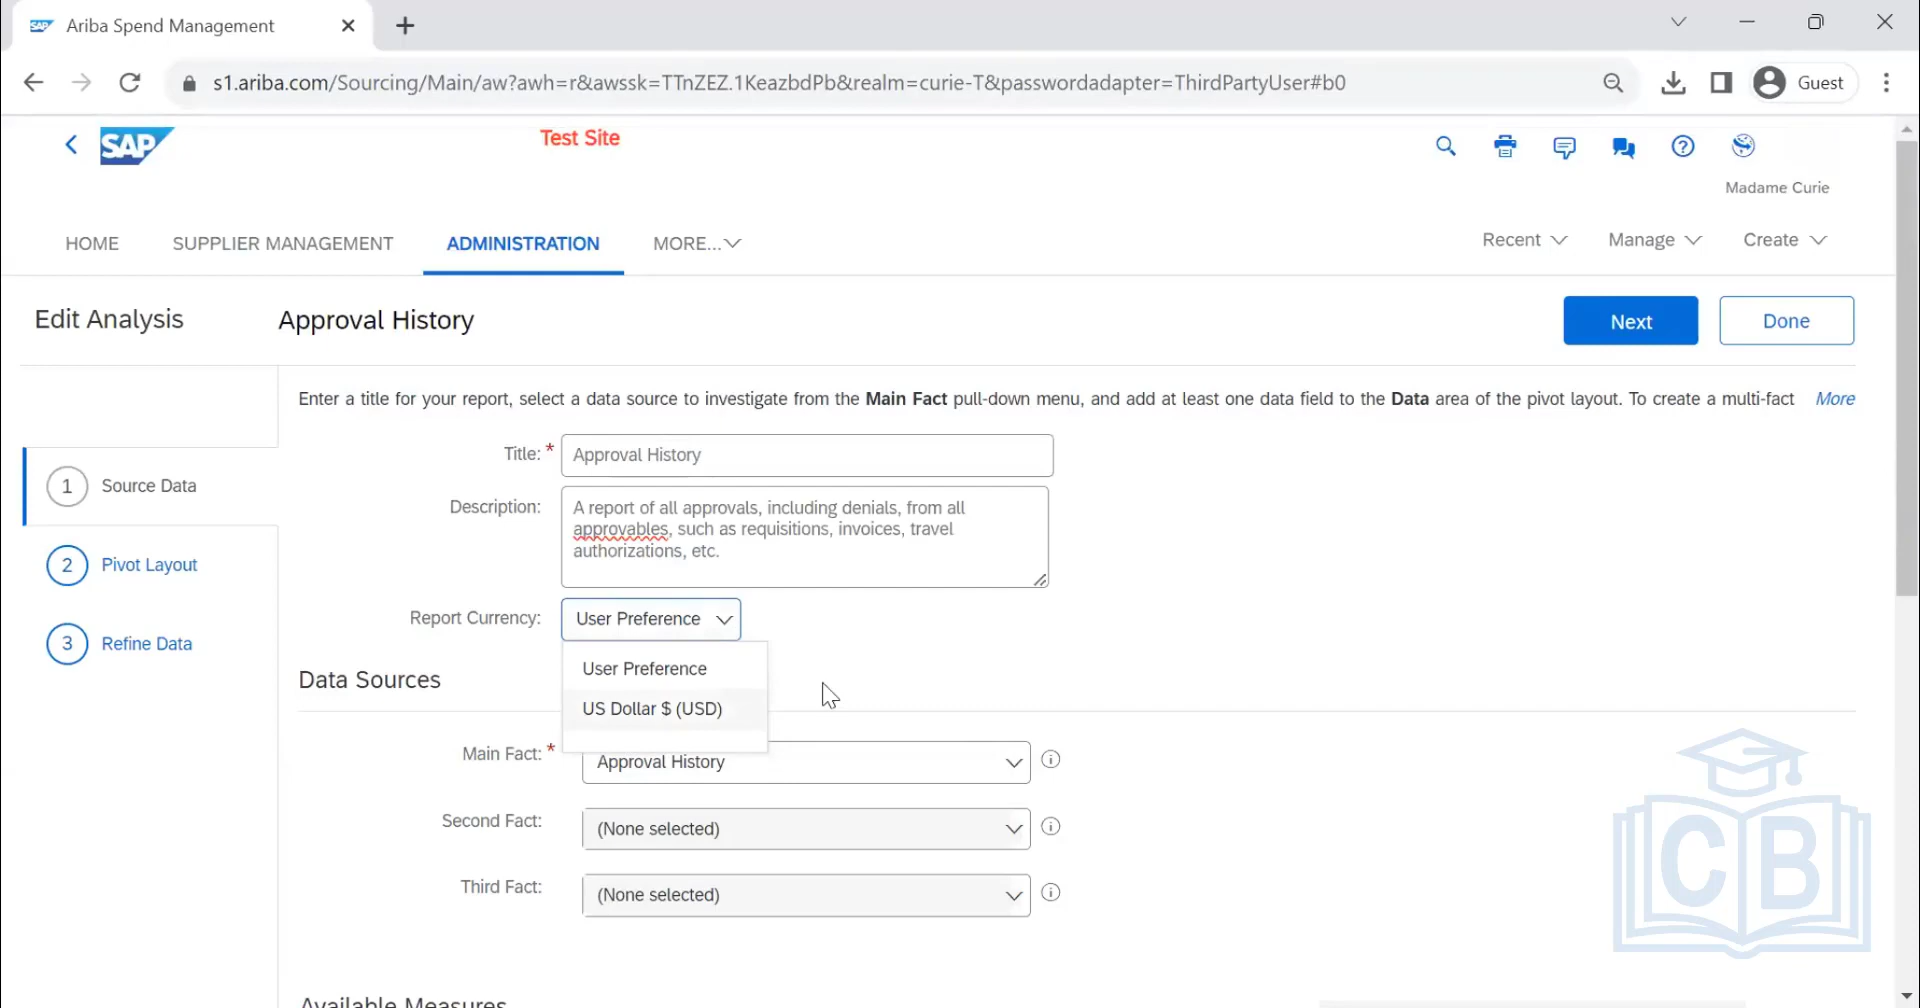 SAP Ariba Spend Management
s1.ariba.com/Sourcing/Main/aw?awh=r&awssk=TTnZEZ.1KeazbdPb&realm=curie-T&passwordadapter=ThirdPartyUser#b0
Guest
SAP
Test Site
Madame Curie
HOME SUPPLIER MANAGEMENT ADMINISTRATION MORE... Recent Manage Create
Edit Analysis Approval History Next Done
Enter a title for your report, select a data source to investigate from the Main Fact pull-down menu, and add at least one data field to the Data area of the pivot layout. To create a multi-fact More
Title: * Approval History
1 Source Data
Description: A report of all approvals, including denials, from all
approvables, such as requisitions, invoices, travel
authorizations, etc.
2 Pivot Layout
Report Currency: User Preference
3 Refine Data
User Preference
Data Sources
US Dollar $ (USD)
Main Fact: * Approval History
Second Fact: (None selected)
Third Fact: (None selected)
CB
Available Measures